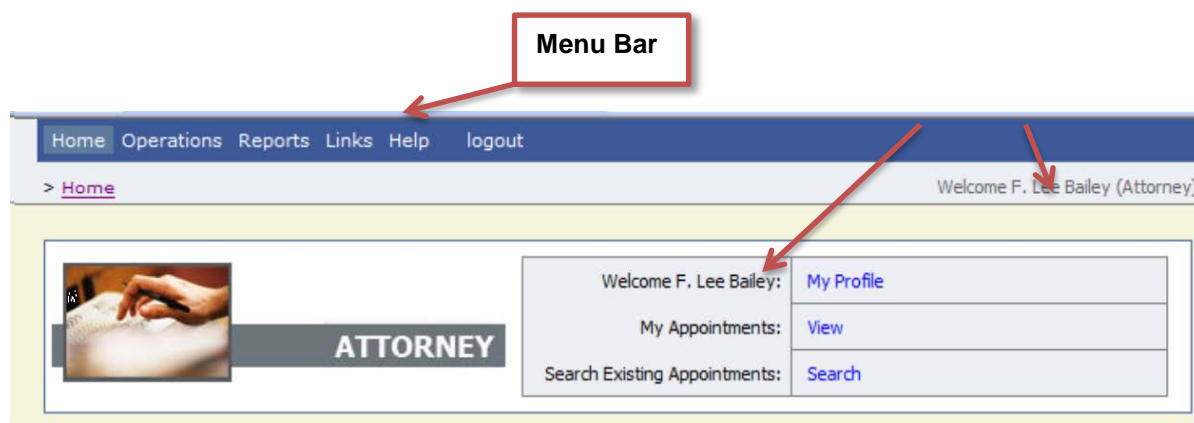 Menu Bar
Home Operations Reports Links Help logout
> Home
Welcome F. Lee Bailey (Attorney)
ATTORNEY
Welcome F. Lee Bailey: My Profile
My Appointments: View
Search Existing Appointments: Search